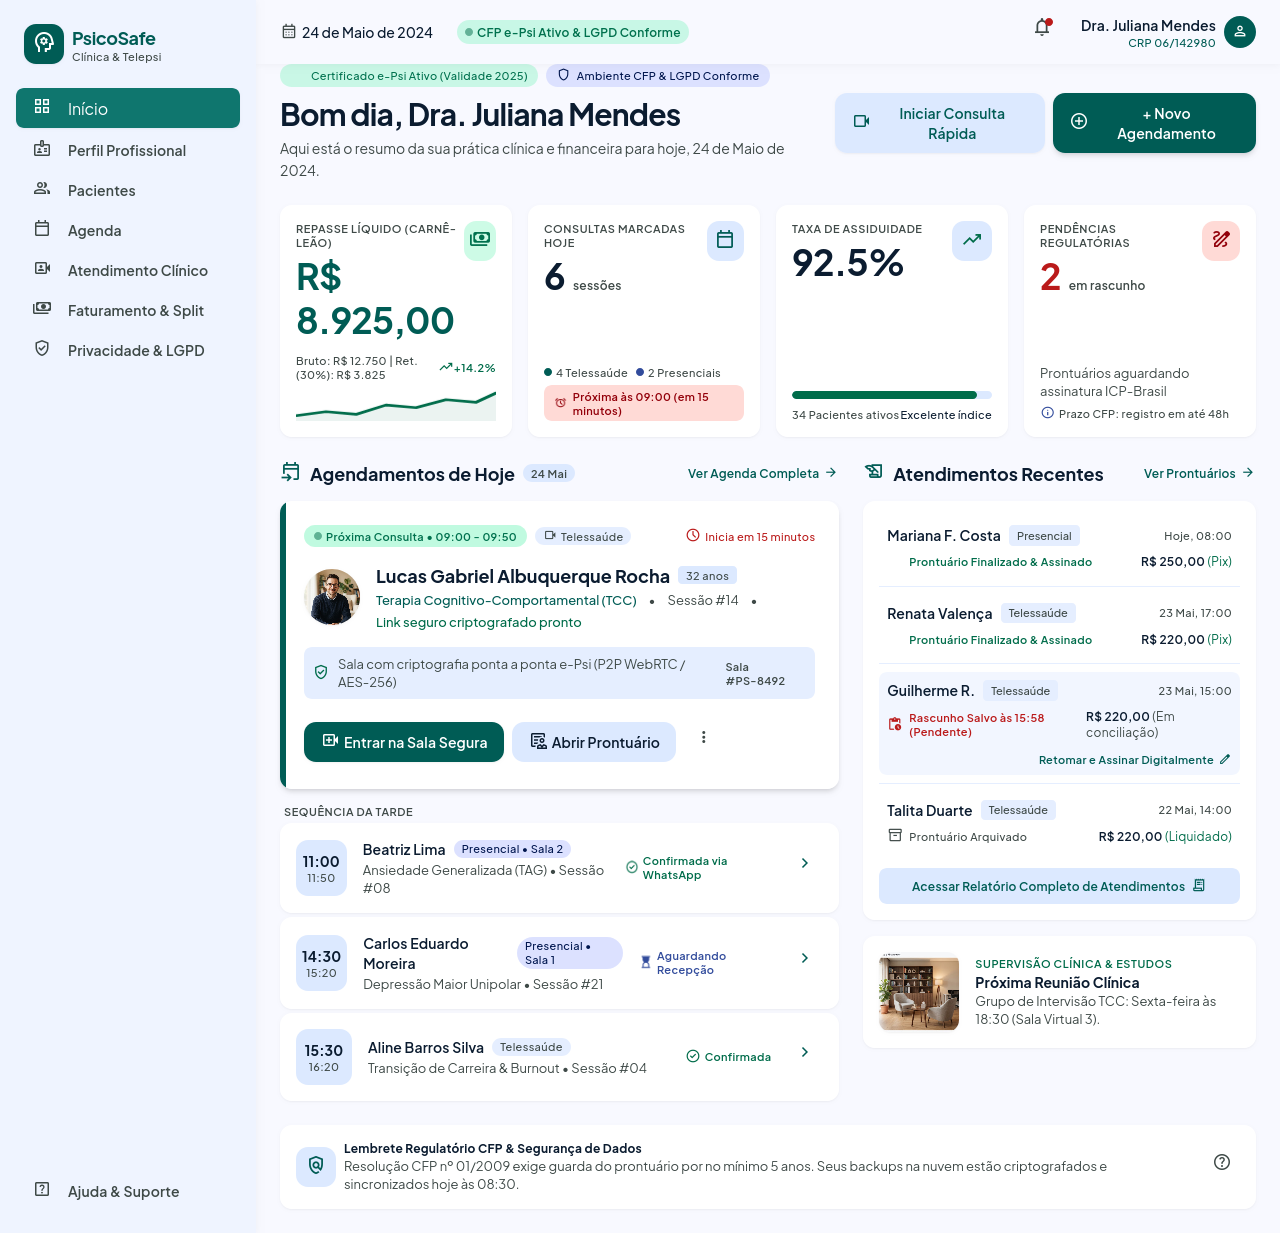 PsicoSafe
Clínica & Telepsi
Início
Perfil Profissional
Pacientes
Agenda
Atendimento Clínico
Faturamento & Split
Privacidade & LGPD
Ajuda & Suporte
24 de Maio de 2024
CFP e-Psi Ativo & LGPD Conforme
Dra. Juliana Mendes
CRP 06/142980
Certificado e-Psi Ativo (Validade 2025)
Ambiente CFP & LGPD Conforme
Bom dia, Dra. Juliana Mendes
Aqui está o resumo da sua prática clínica e financeira para hoje, 24 de Maio de
2024.
Iniciar Consulta
Rápida
+ Novo
Agendamento
REPASSE LÍQUIDO (CARNÊ-
LEÃO)
R$
8.925,00
Bruto: R$ 12.750 | Ret.
(30%): R$ 3.825
+14.2%
CONSULTAS MARCADAS
HOJE
6 sessões
4 Telessaúde
2 Presenciais
Próxima às 09:00 (em 15
minutos)
TAXA DE ASSIDUIDADE
92.5%
34 Pacientes ativos
Excelente índice
PENDÊNCIAS
REGULATÓRIAS
2 em rascunho
Prontuários aguardando
assinatura ICP-Brasil
Prazo CFP: registro em até 48h
Agendamentos de Hoje
24 Mai
Ver Agenda Completa
Próxima Consulta • 09:00 - 09:50
Telessaúde
Inicia em 15 minutos
Lucas Gabriel Albuquerque Rocha
32 anos
Terapia Cognitivo-Comportamental (TCC) • Sessão #14 •
Link seguro criptografado pronto
Sala com criptografia ponta a ponta e-Psi (P2P WebRTC /
AES-256)
Sala
#PS-8492
Entrar na Sala Segura
Abrir Prontuário
SEQUÊNCIA DA TARDE
11:00
11:50
Beatriz Lima
Presencial • Sala 2
Ansiedade Generalizada (TAG) • Sessão
#08
Confirmada via
WhatsApp
14:30
15:20
Carlos Eduardo
Moreira
Presencial •
Sala 1
Depressão Maior Unipolar • Sessão #21
Aguardando
Recepção
15:30
16:20
Aline Barros Silva
Telessaúde
Transição de Carreira & Burnout • Sessão #04
Confirmada
Atendimentos Recentes
Ver Prontuários
Mariana F. Costa
Presencial
Hoje, 08:00
Prontuário Finalizado & Assinado
R$ 250,00 (Pix)
Renata Valença
Telessaúde
23 Mai, 17:00
Prontuário Finalizado & Assinado
R$ 220,00 (Pix)
Guilherme R.
Telessaúde
23 Mai, 15:00
Rascunho Salvo às 15:58
(Pendente)
R$ 220,00 (Em
conciliação)
Retomar e Assinar Digitalmente
Talita Duarte
Telessaúde
22 Mai, 14:00
Prontuário Arquivado
R$ 220,00 (Liquidado)
Acessar Relatório Completo de Atendimentos
SUPERVISÃO CLÍNICA & ESTUDOS
Próxima Reunião Clínica
Grupo de Intervisão TCC: Sexta-feira às
18:30 (Sala Virtual 3).
Lembrete Regulatório CFP & Segurança de Dados
Resolução CFP nº 01/2009 exige guarda do prontuário por no mínimo 5 anos. Seus backups na nuvem estão criptografados e
sincronizados hoje às 08:30.